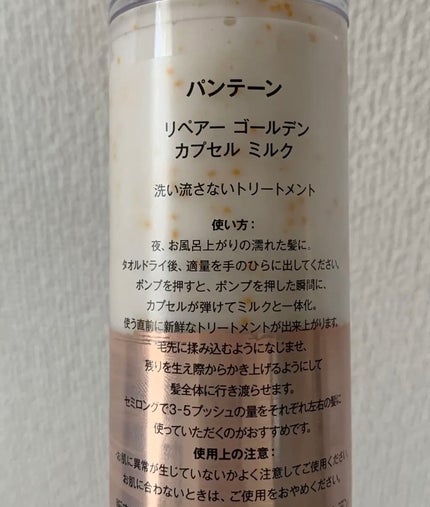 パンテーン
リペアー ゴールデン
カプセル ミルク
洗い流さないトリートメント
使い方：
夜、お風呂上がりの濡れた髪に。
タオルドライ後、適量を手のひらに出してください。
ポンプを押すと、ポンプを押した瞬間に、
カプセルが弾けてミルクと一体化。
使う直前に新鮮なトリートメントが出来上がります。
毛先に揉み込むようになじませ、
残りを生え際からかき上げるようにして
髪全体に行き渡らせます。
セミロングで3-5プッシュの量をそれぞれ左右の髪に
使っていただくのがおすすめです。
使用上の注意：
お肌に異常が生じていないかよく注意してご使用ください。
お肌に合わないときは、ご使用をおやめください。